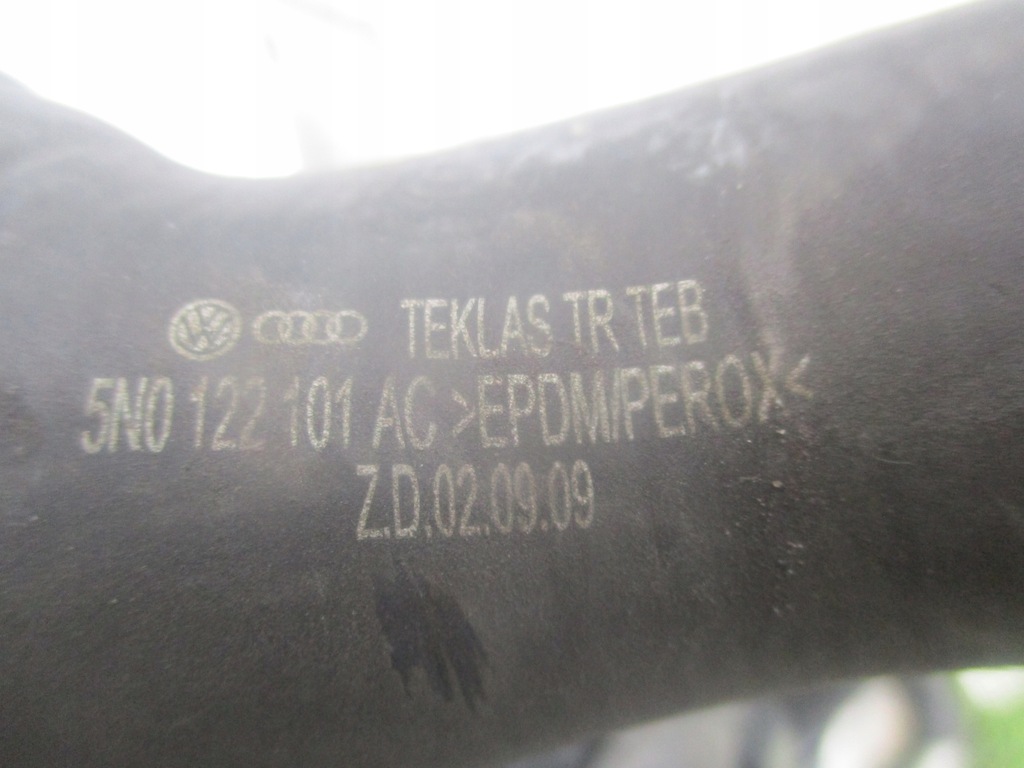 TEKLAS TR TEB
5N0 122 101 AC >EPDM/PEROX<
Z.D.02.09.09